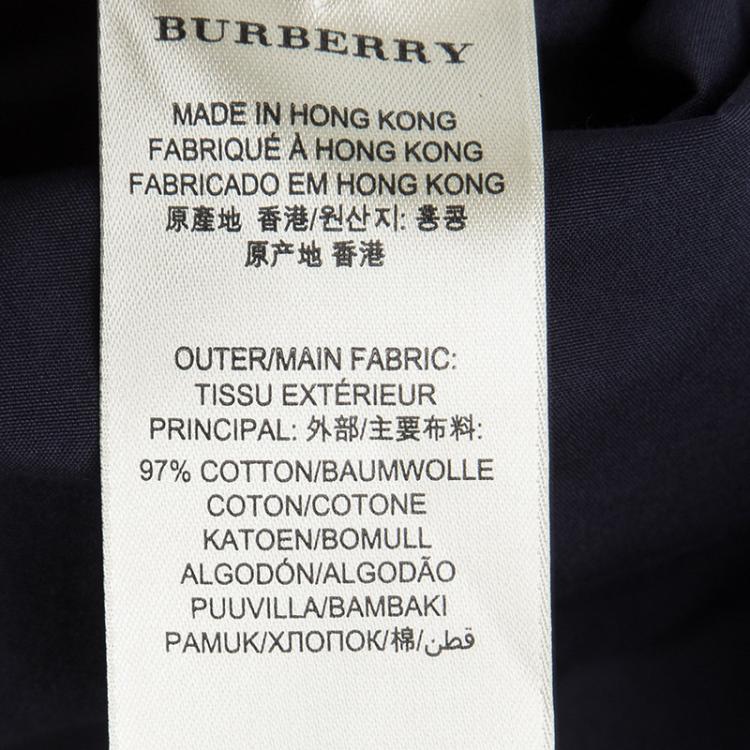 BURBERRY
MADE IN HONG KONG
FABRIQUÉ À HONG KONG
FABRICADO EM HONG KONG
原產地 香港/원산지: 홍콩
原产地 香港
OUTER/MAIN FABRIC:
TISSU EXTÉRIEUR
PRINCIPAL: 外部/主要布料:
97% COTTON/BAUMWOLLE
COTON/COTONE
KATOEN/BOMULL
ALGODÓN/ALGODÃO
PUUVILLA/BAMBAKI
PAMUK/ХЛОПОК/棉/قطن